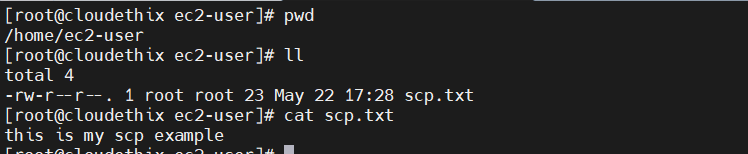 [root@cloudethix ec2-user]# pwd
/home/ec2-user
[root@cloudethix ec2-user]# ll
total 4
-rw-r--r--. 1 root root 23 May 22 17:28 scp.txt
[root@cloudethix ec2-user]# cat scp.txt
this is my scp example
[root@cloudethix ec2-user]#